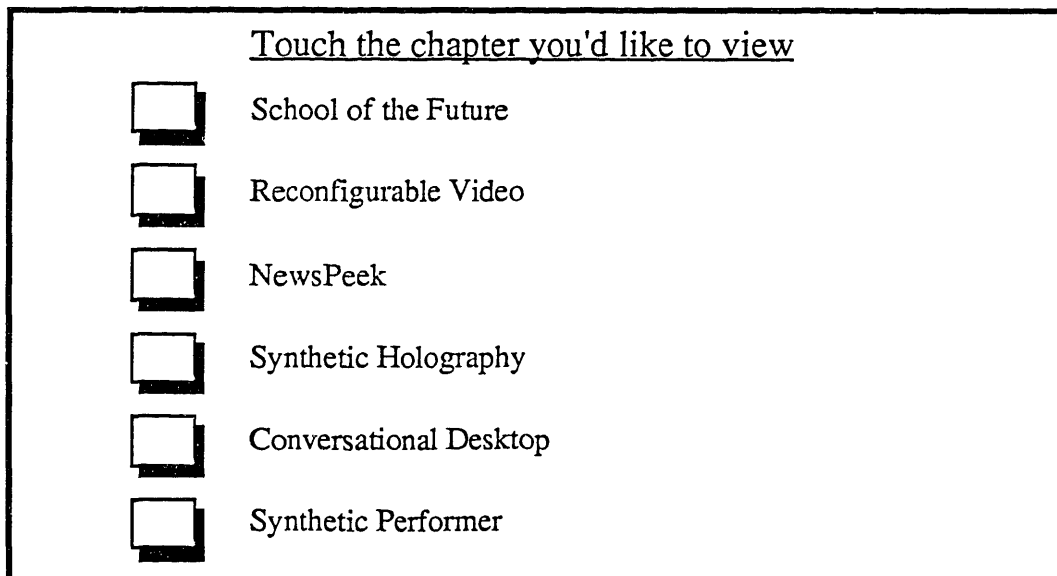 Touch the chapter you'd like to view
School of the Future
Reconfigurable Video
NewsPeek
Synthetic Holography
Conversational Desktop
Synthetic Performer